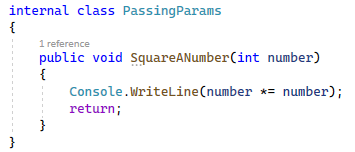 internal class PassingParams
{
1 reference
public void SquareANumber(int number)
{
Console.WriteLine(number *= number);
return;
}
}